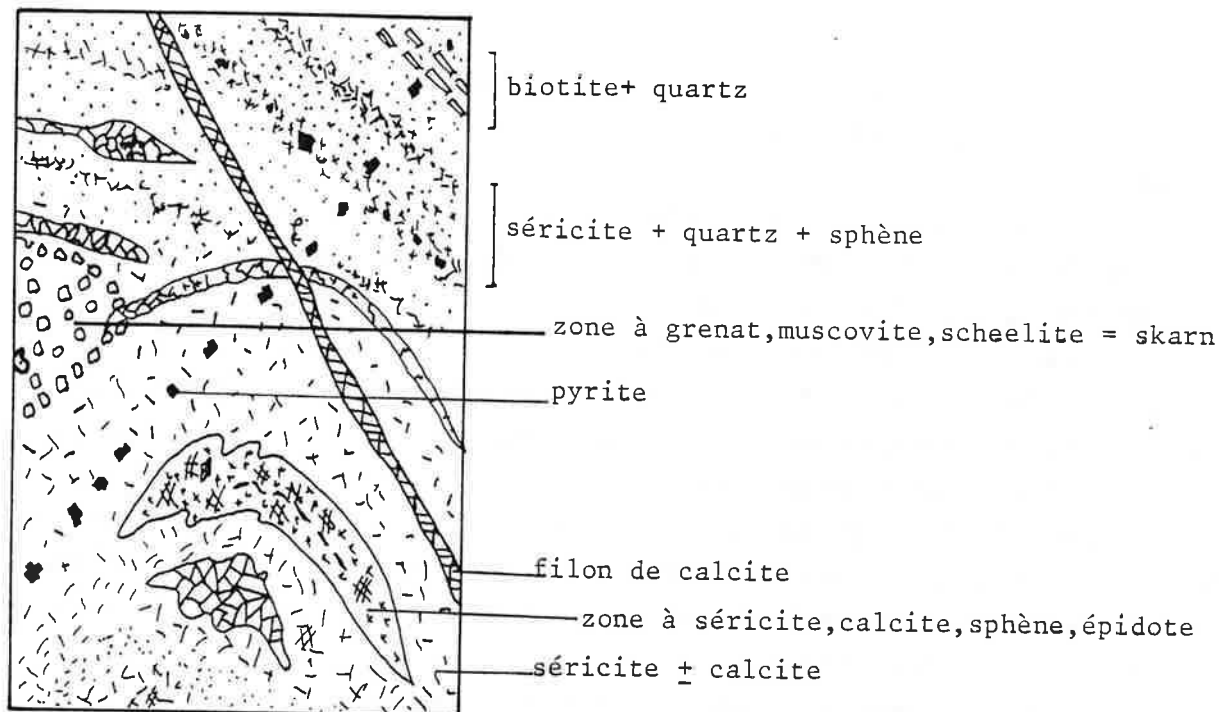 biotite+ quartz
séricite + quartz + sphène
zone à grenat,muscovite,scheelite = skarn
pyrite
filon de calcite
zone à séricite,calcite,sphène,épidote
séricite ± calcite